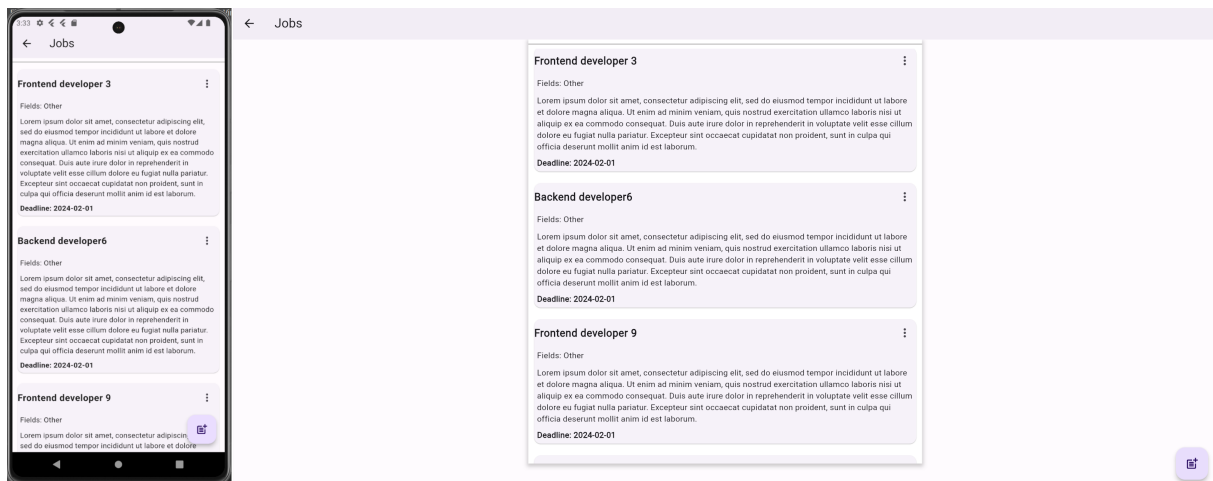 3:33
Jobs
Frontend developer 3
Fields: Other
Lorem ipsum dolor sit amet, consectetur adipiscing elit,
sed do eiusmod tempor incididunt ut labore et dolore
magna aliqua. Ut enim ad minim veniam, quis nostrud
exercitation ullamco laboris nisi ut aliquip ex ea commodo
consequat. Duis aute irure dolor in reprehenderit in
voluptate velit esse cillum dolore eu fugiat nulla pariatur.
Excepteur sint occaecat cupidatat non proident, sunt in
culpa qui officia deserunt mollit anim id est laborum.
Deadline: 2024-02-01
Backend developer6
Fields: Other
Lorem ipsum dolor sit amet, consectetur adipiscing elit,
sed do eiusmod tempor incididunt ut labore et dolore
magna aliqua. Ut enim ad minim veniam, quis nostrud
exercitation ullamco laboris nisi ut aliquip ex ea commodo
consequat. Duis aute irure dolor in reprehenderit in
voluptate velit esse cillum dolore eu fugiat nulla pariatur.
Excepteur sint occaecat cupidatat non proident, sunt in
culpa qui officia deserunt mollit anim id est laborum.
Deadline: 2024-02-01
Frontend developer 9
Fields: Other
Lorem ipsum dolor sit amet, consectetur adipiscin
sed do eiusmod tempor incididunt ut labore et dolore
Jobs
Frontend developer 3
Fields: Other
Lorem ipsum dolor sit amet, consectetur adipiscing elit, sed do eiusmod tempor incididunt ut labore
et dolore magna aliqua. Ut enim ad minim veniam, quis nostrud exercitation ullamco laboris nisi ut
aliquip ex ea commodo consequat. Duis aute irure dolor in reprehenderit in voluptate velit esse cillum
dolore eu fugiat nulla pariatur. Excepteur sint occaecat cupidatat non proident, sunt in culpa qui
officia deserunt mollit anim id est laborum.
Deadline: 2024-02-01
Backend developer6
Fields: Other
Lorem ipsum dolor sit amet, consectetur adipiscing elit, sed do eiusmod tempor incididunt ut labore
et dolore magna aliqua. Ut enim ad minim veniam, quis nostrud exercitation ullamco laboris nisi ut
aliquip ex ea commodo consequat. Duis aute irure dolor in reprehenderit in voluptate velit esse cillum
dolore eu fugiat nulla pariatur. Excepteur sint occaecat cupidatat non proident, sunt in culpa qui
officia deserunt mollit anim id est laborum.
Deadline: 2024-02-01
Frontend developer 9
Fields: Other
Lorem ipsum dolor sit amet, consectetur adipiscing elit, sed do eiusmod tempor incididunt ut labore
et dolore magna aliqua. Ut enim ad minim veniam, quis nostrud exercitation ullamco laboris nisi ut
aliquip ex ea commodo consequat. Duis aute irure dolor in reprehenderit in voluptate velit esse cillum
dolore eu fugiat nulla pariatur. Excepteur sint occaecat cupidatat non proident, sunt in culpa qui
officia deserunt mollit anim id est laborum.
Deadline: 2024-02-01